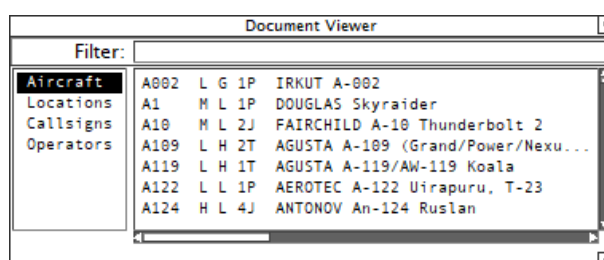 Document Viewer
Filter:
Aircraft
Locations
Callsigns
Operators
A002 L G 1P IRKUT A-002
A1 M L 1P DOUGLAS Skyraider
A10 M L 2J FAIRCHILD A-10 Thunderbolt 2
A109 L H 2T AGUSTA A-109 (Grand/Power/Nexu...
A119 L H 1T AGUSTA A-119/AW-119 Koala
A122 L L 1P AEROTEC A-122 Uirapuru, T-23
A124 H L 4J ANTONOV An-124 Ruslan